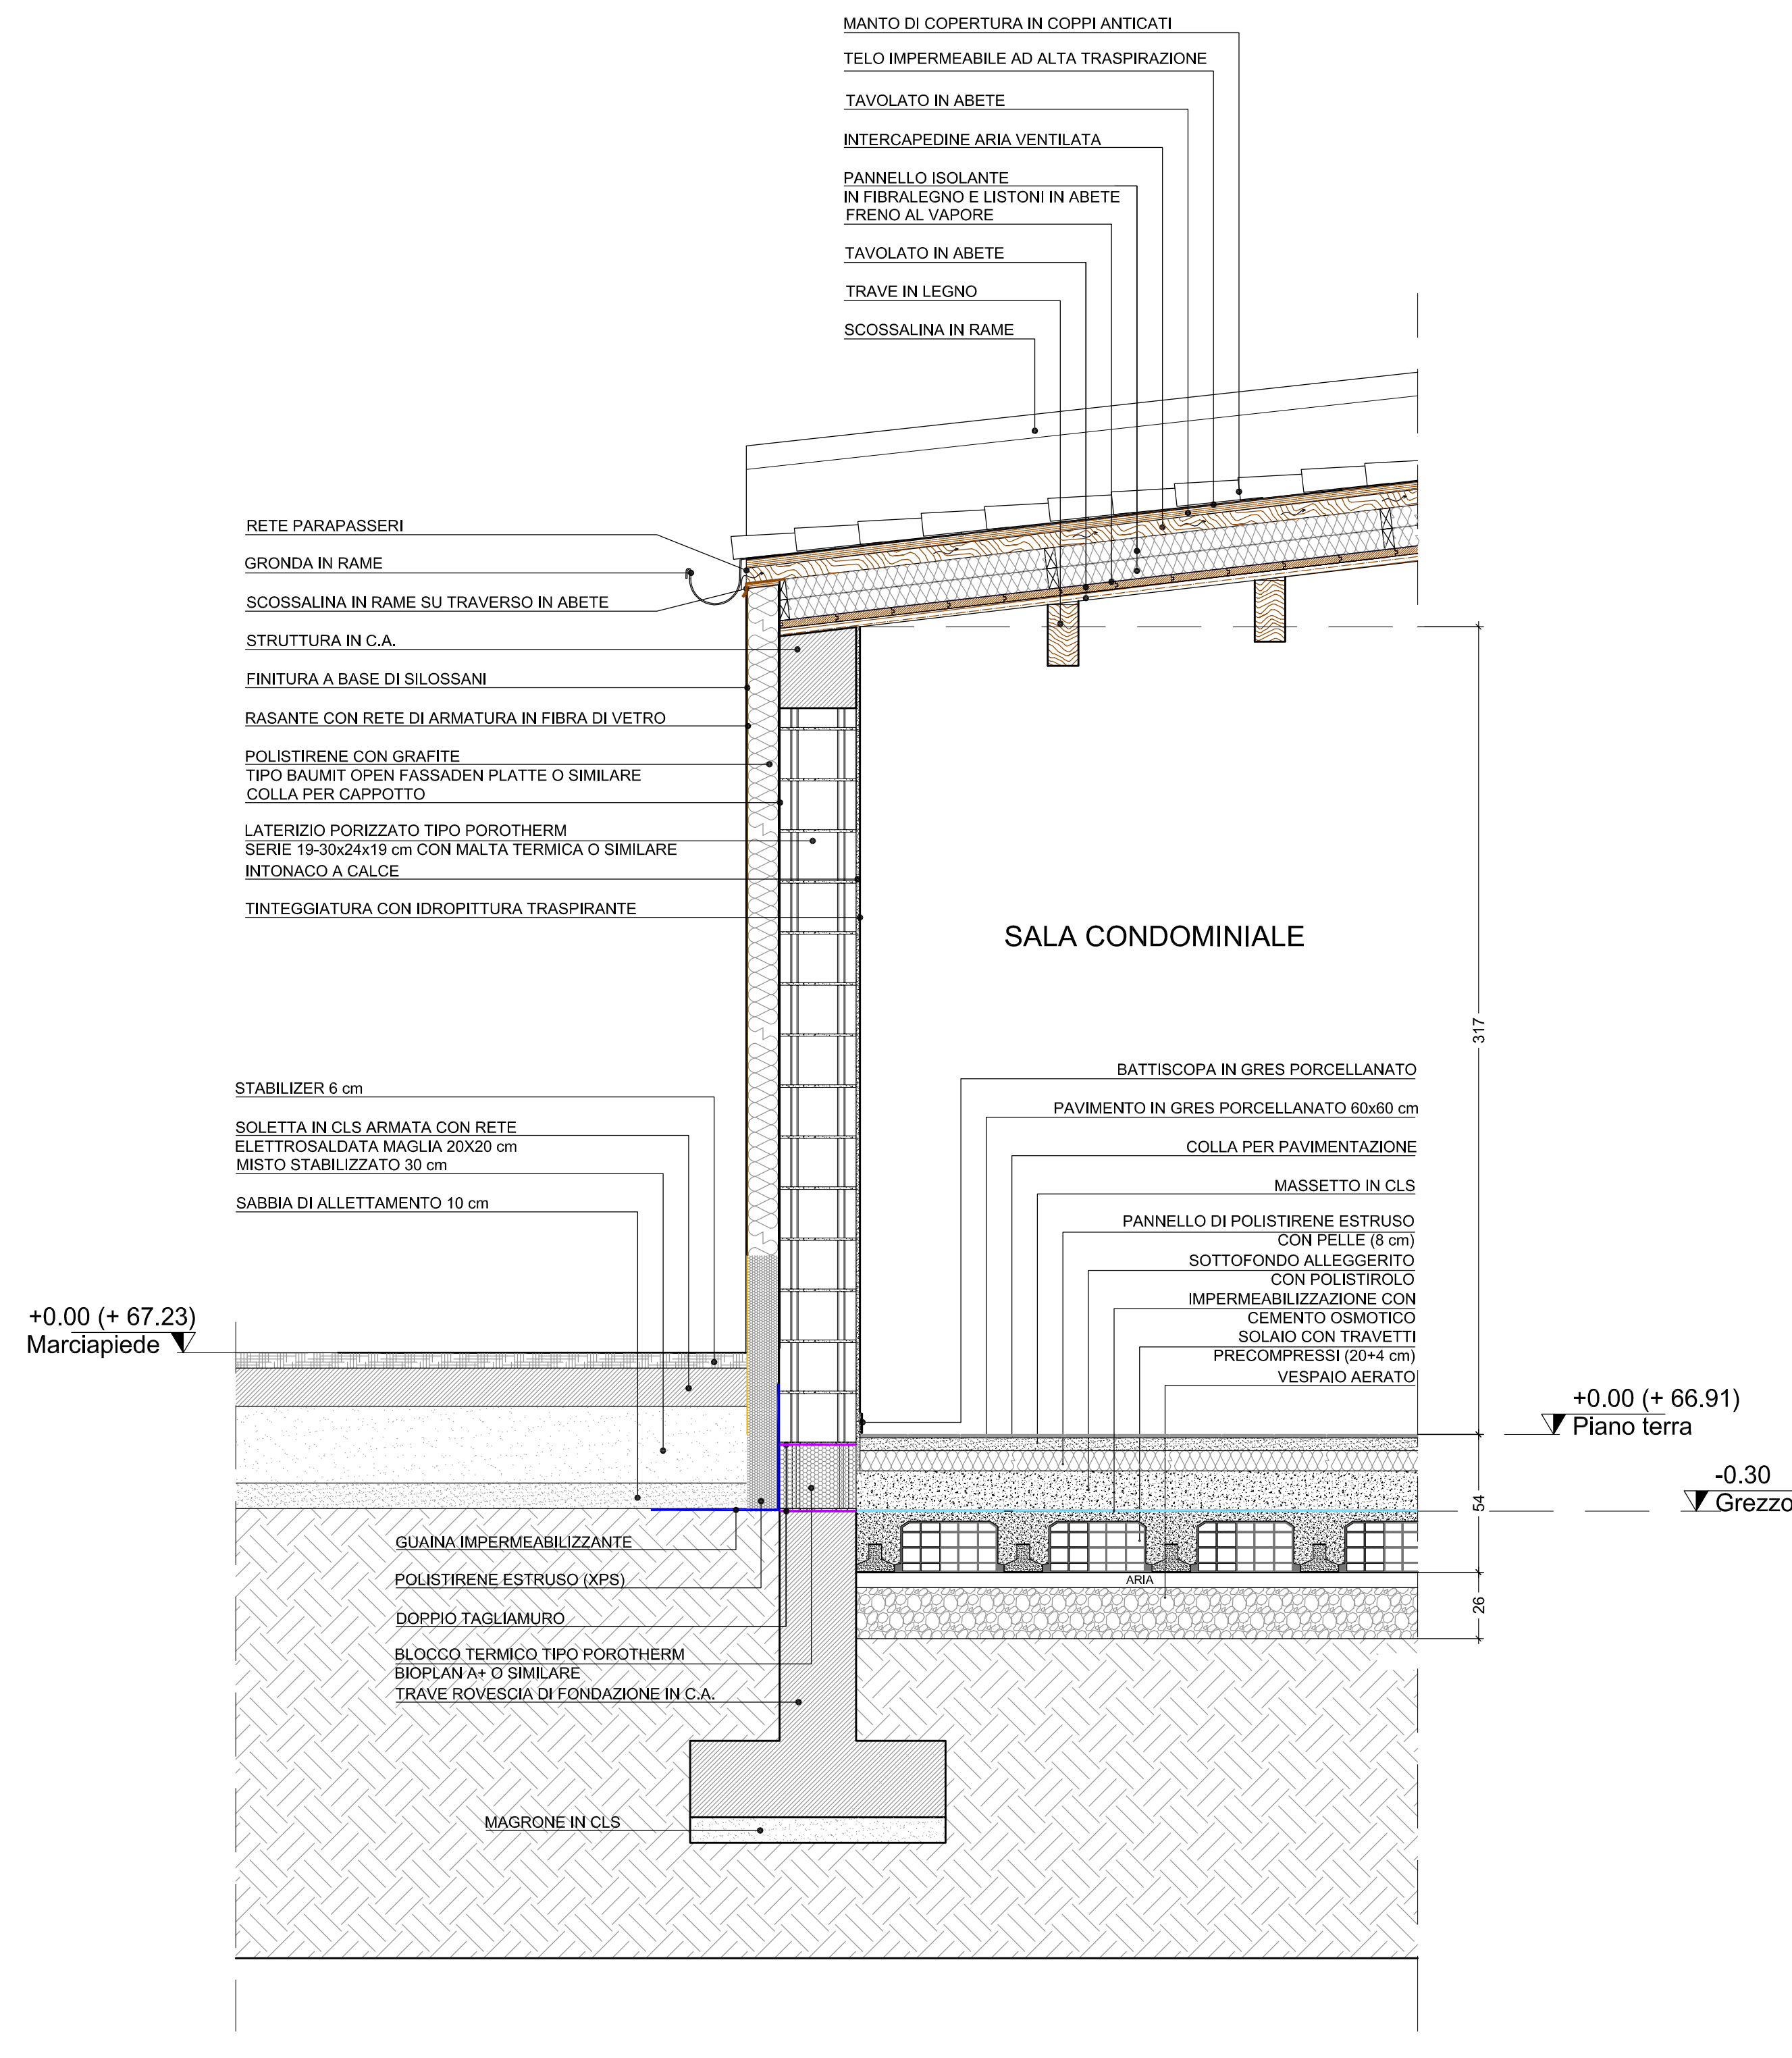 MANTO DI COPERTURA IN COPPI ANTICATI
TELO IMPERMEABILE AD ALTA TRASPIRAZIONE
TAVOLATO IN ABETE
INTERCAPEDINE ARIA VENTILATA
PANNELLO ISOLANTE
IN FIBRALEGNO E LISTONI IN ABETE
FRENO AL VAPORE
TAVOLATO IN ABETE
TRAVE IN LEGNO
SCOSSALINA IN RAME
RETE PARAPASSERI
GRONDA IN RAME
SCOSSALINA IN RAME SU TRAVERSO IN ABETE
STRUTTURA IN C.A.
FINITURA A BASE DI SILOSSANI
RASANTE CON RETE DI ARMATURA IN FIBRA DI VETRO
POLISTIRENE CON GRAFITE
TIPO BAUMIT OPEN FASSADEN PLATTE O SIMILARE
COLLA PER CAPPOTTO
LATERIZIO PORIZZATO TIPO POROTHERM
SERIE 19-30x24x19 cm CON MALTA TERMICA O SIMILARE
INTONACO A CALCE
TINTEGGIATURA CON IDROPITTURA TRASPIRANTE
SALA CONDOMINIALE
317
STABILIZER 6 cm
SOLETTA IN CLS ARMATA CON RETE
ELETTROSALDATA MAGLIA 20X20 cm
MISTO STABILIZZATO 30 cm
SABBIA DI ALLETTAMENTO 10 cm
BATTISCOPA IN GRES PORCELLANATO
PAVIMENTO IN GRES PORCELLANATO 60x60 cm
COLLA PER PAVIMENTAZIONE
MASSETTO IN CLS
PANNELLO DI POLISTIRENE ESTRUSO
CON PELLE (8 cm)
SOTTOFONDO ALLEGGERITO
CON POLISTIROLO
IMPERMEABILIZZAZIONE CON
CEMENTO OSMOTICO
SOLAIO CON TRAVETTI
PRECOMPRESSI (20+4 cm)
VESPAIO AERATO
+0.00 (+ 67.23)
Marciapiede
+0.00 (+ 66.91)
Piano terra
-0.30
Grezzo
54
26
ARIA
GUAINA IMPERMEABILIZZANTE
POLISTIRENE ESTRUSO (XPS)
DOPPIO TAGLIAMURO
BLOCCO TERMICO TIPO POROTHERM
BIOPLAN A+ O SIMILARE
TRAVE ROVESCIA DI FONDAZIONE IN C.A.
MAGRONE IN CLS